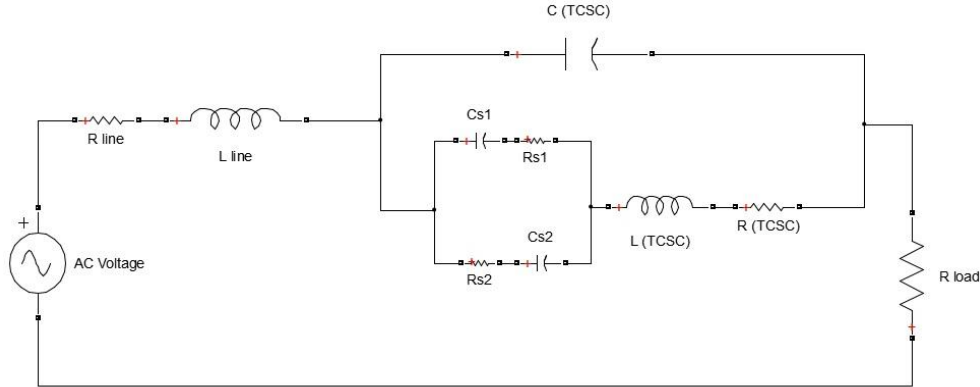 C (TCSC)
R line
L line
Cs1
Rs1
+
AC Voltage
Cs2
Rs2
L (TCSC)
R (TCSC)
R load